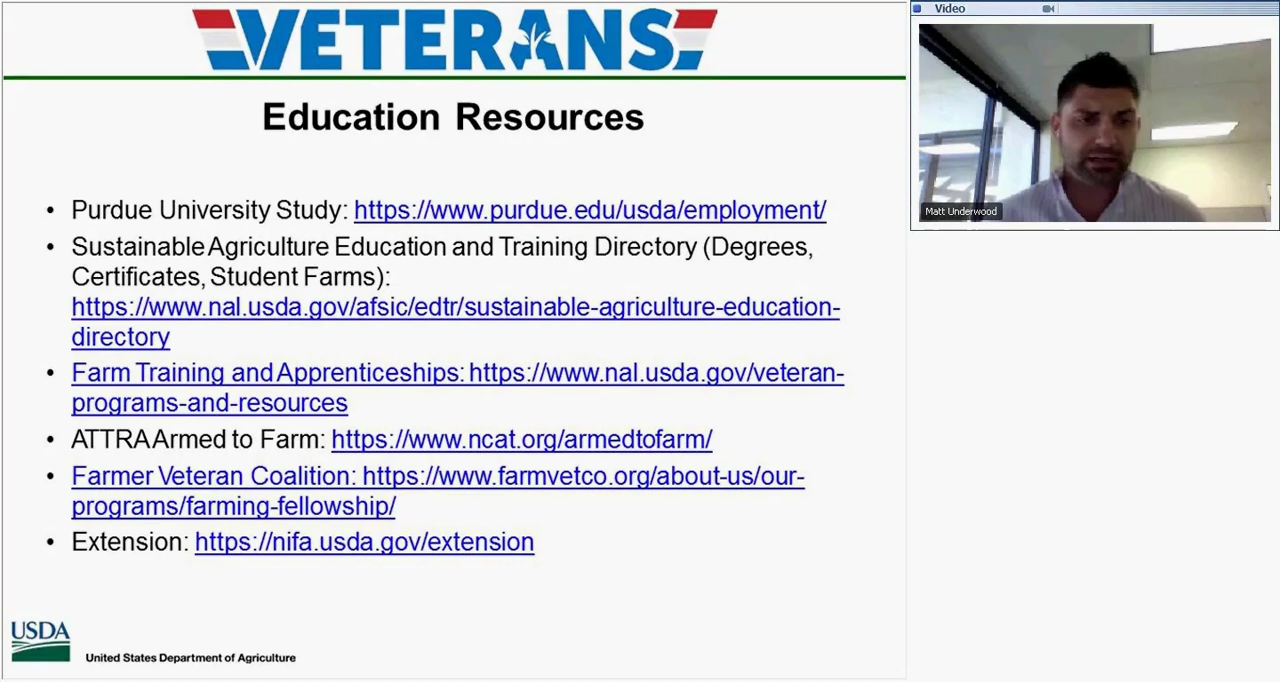 VETERANS
Education Resources
• Purdue University Study: https://www.purdue.edu/usda/employment/
• Sustainable Agriculture Education and Training Directory (Degrees,
Certificates, Student Farms):
https://www.nal.usda.gov/afsic/edtr/sustainable-agriculture-education-
directory
• Farm Training and Apprenticeships: https://www.nal.usda.gov/veteran-
programs-and-resources
• ATTRA Armed to Farm: https://www.ncat.org/armedtofarm/
• Farmer Veteran Coalition: https://www.farmvetco.org/about-us/our-
programs/farming-fellowship/
• Extension: https://nifa.usda.gov/extension
USDA
United States Department of Agriculture
Video
Matt Underwood